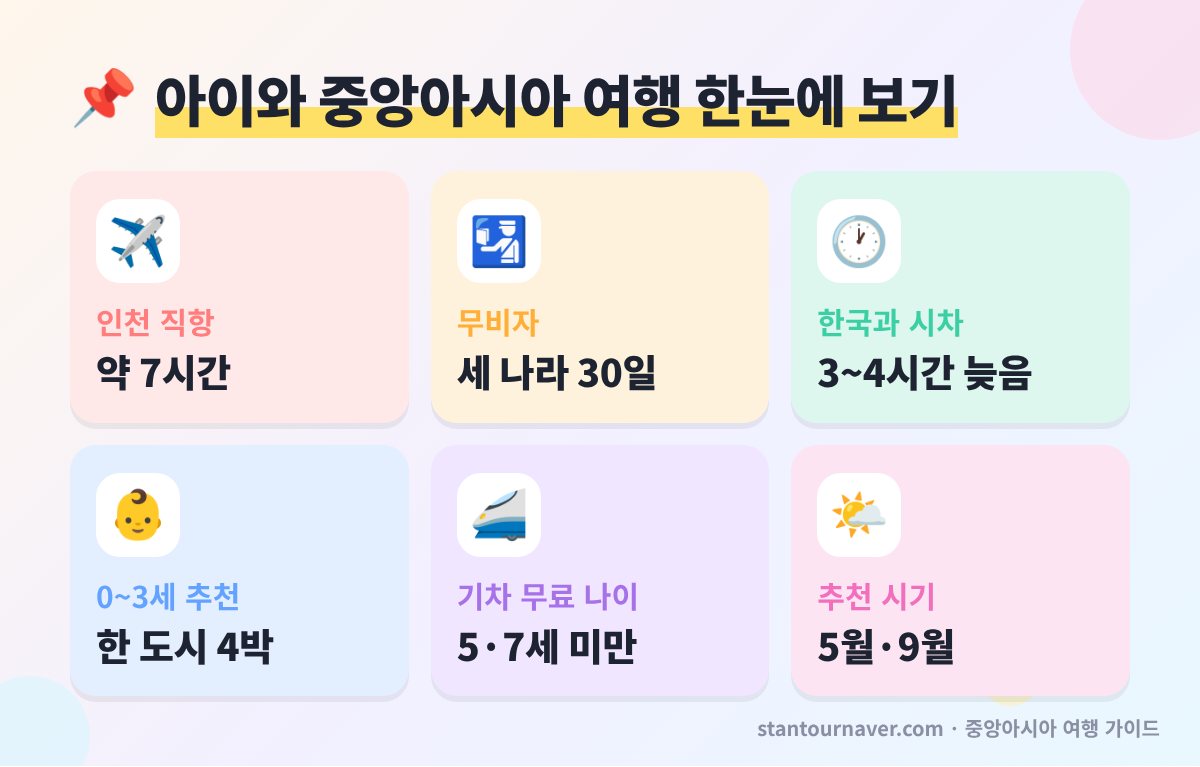 아이와 중앙아시아 여행 한눈에 보기
인천 직항
약 7시간
무비자
세 나라 30일
한국과 시차
3~4시간 늦음
0~3세 추천
한 도시 4박
기차 무료 나이
5·7세 미만
추천 시기
5월·9월
stantournaver.com · 중앙아시아 여행 가이드